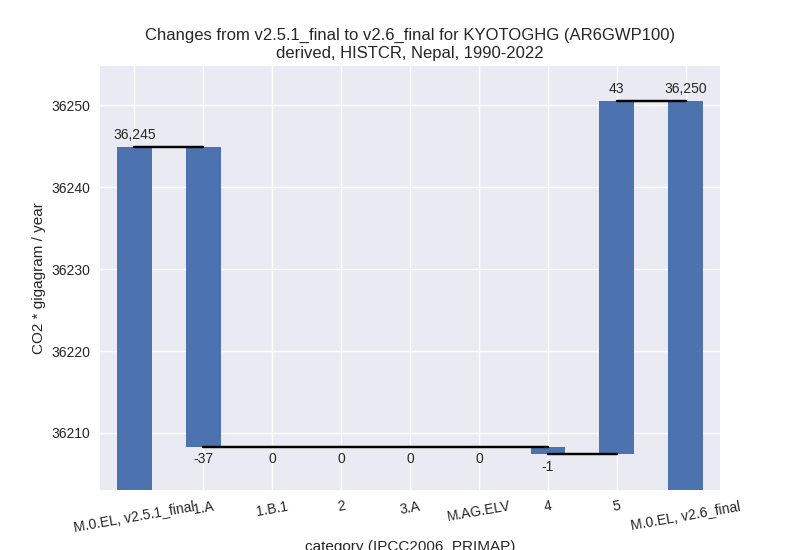 Changes from v2.5.1_final to v2.6_final for KYOTOGHG (AR6GWP100)
derived, HISTCR, Nepal, 1990-2022
CO2 * gigagram / year
36250
36240
36230
36220
36210
36,245
-37
0
0
0
0
-1
43
36,250
M.0.EL, v2.5.1_final
1.A
1.B.1
2
3.A
M.AG.ELV
4
5
M.0.EL, v2.6_final
category (IPCC2006_PRIMAP)